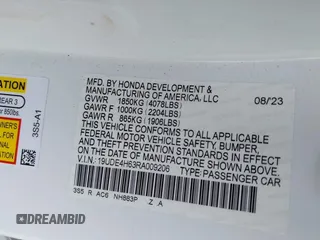 MFD. BY HONDA DEVELOPMENT &
MANUFACTURING OF AMERICA, LLC
GVWR 1850KG (4078LBS) 08/23
GAWR F 1000KG (2204LBS)
GAWR R 865KG (1906LBS)
THIS VEHICLE CONFORMS TO ALL APPLICABLE
FEDERAL MOTOR VEHICLE SAFETY, BUMPER,
AND THEFT PREVENTION STANDARDS IN EFFECT
ON THE DATE OF MANUFACTURE SHOWN ABOVE.
V.I.N. 19UDE4H63RA009206 TYPE: PASSENGER CAR
3S5 R AC6 NH883P Z A
3S5-A1
REAR 3
BIDFAX